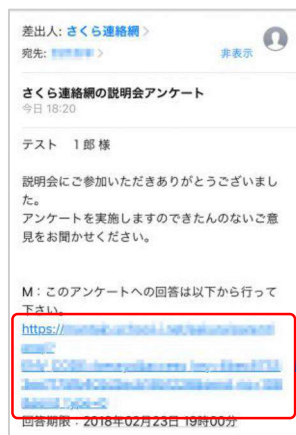 差出人: さくら連絡網 >
宛先: >
非表示
さくら連絡網の説明会アンケート
今日 18:20
テスト　1郎 様
説明会にご参加いただきありがとうございまし
た。
アンケートを実施しますのできたんのないご意
見をお聞かせください。
M：このアンケートへの回答は以下から行って
下さい。
https:/
回答期限：2018年02月23日 19時00分